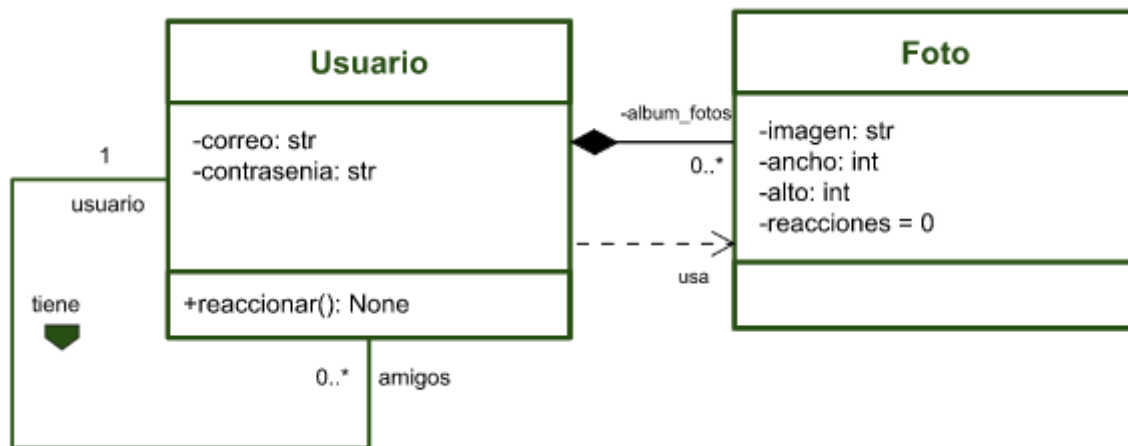 Usuario
-correo: str
-contrasenia: str
+reaccionar(): None
1
usuario
tiene
0..*
amigos
-album_fotos
0..*
usa
Foto
-imagen: str
-ancho: int
-alto: int
-reacciones = 0